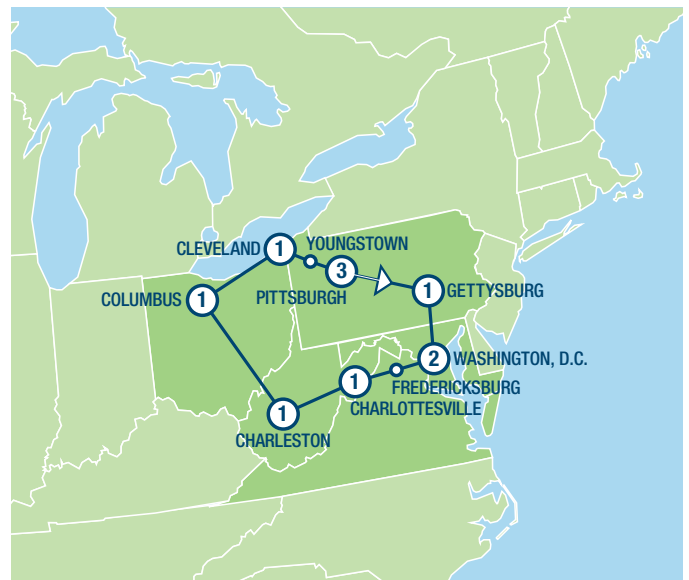 CLEVELAND 1 YOUNGSTOWN
COLUMBUS 1
3
PITTSBURGH
1 GETTYSBURG
2 WASHINGTON, D.C.
1 FREDERICKSBURG
CHARLOTTESVILLE
1
CHARLESTON